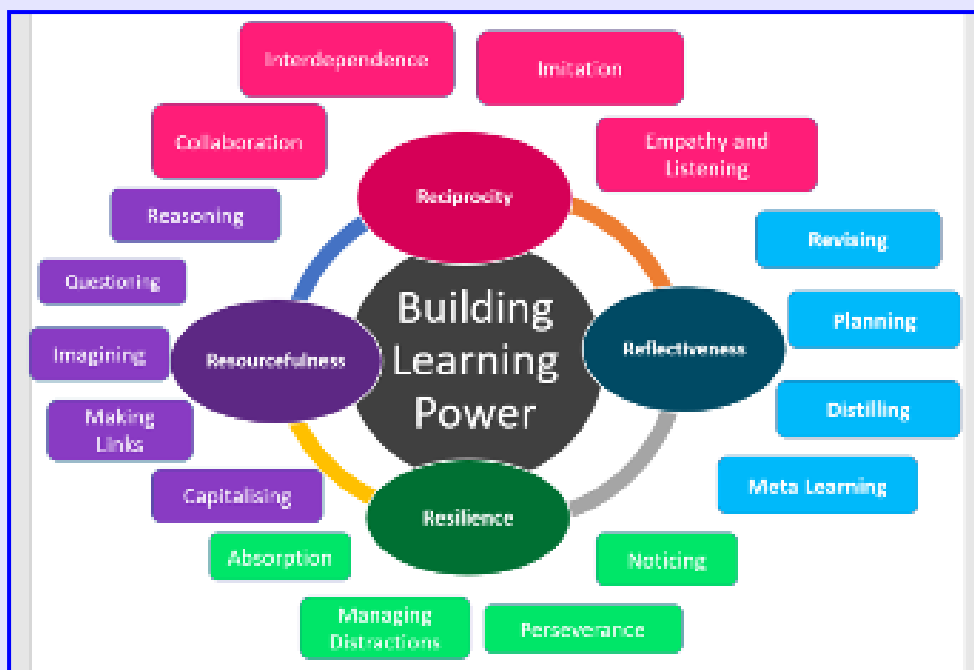 Interdependence
Imitation
Collaboration
Empathy and
Listening
Reciprocity
Reasoning
Revising
Questioning
Building
Learning
Power
Planning
Imagining
Resourcefulness
Reflectiveness
Making
Links
Distilling
Capitalising
Meta Learning
Resilience
Absorption
Noticing
Managing
Distractions
Perseverance